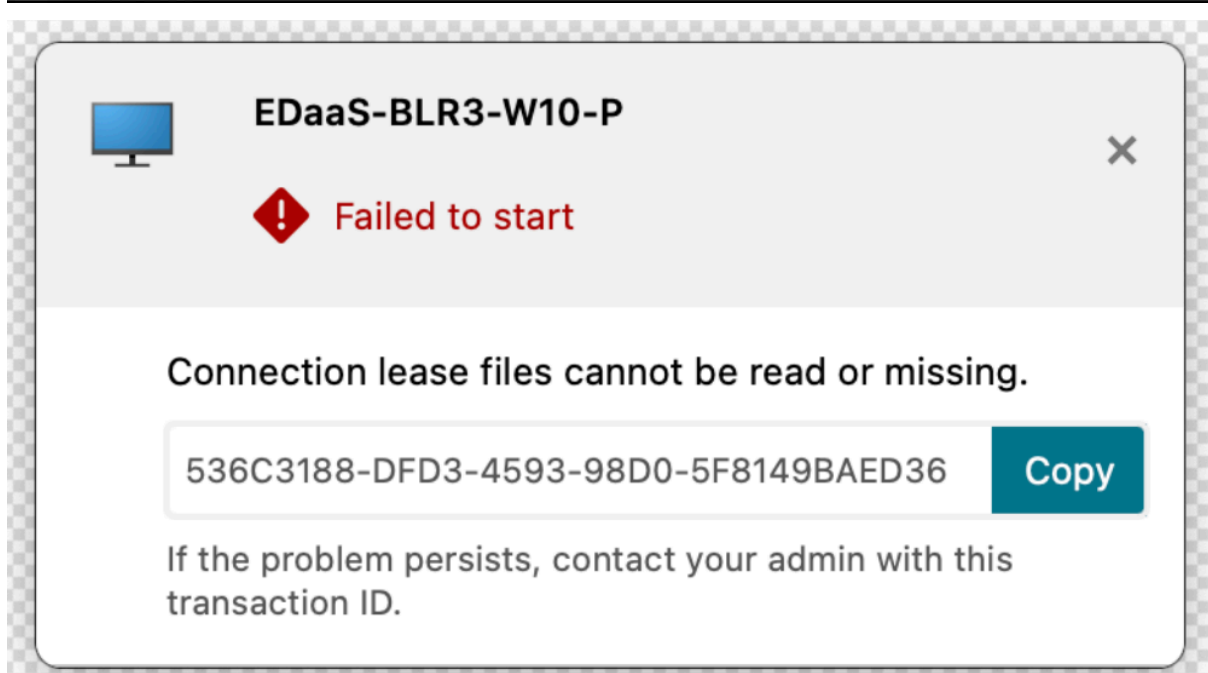 EDaaS-BLR3-W10-P
Failed to start
Connection lease files cannot be read or missing.
536C3188-DFD3-4593-98D0-5F8149BAED36
Copy
If the problem persists, contact your admin with this
transaction ID.